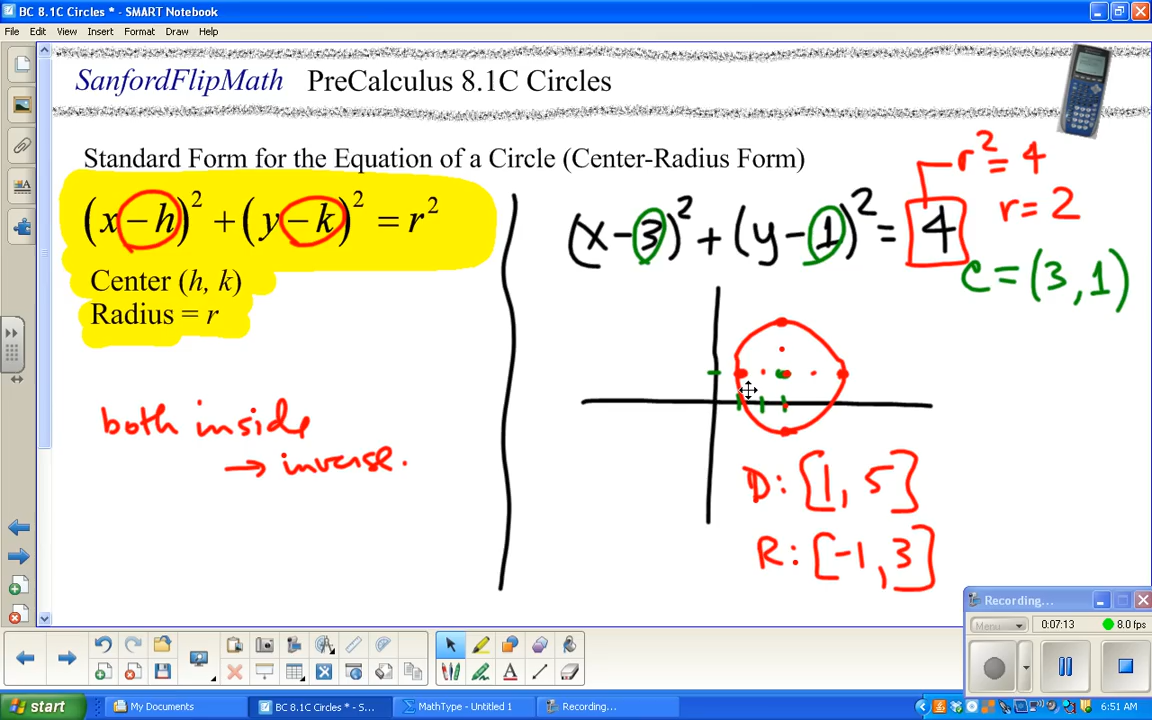 BC 8.1C Circles * - SMART Notebook
File Edit View Insert Format Draw Help
SanfordFlipMath PreCalculus 8.1C Circles
Standard Form for the Equation of a Circle (Center-Radius Form)
(x − h)² + (y − k)² = r²
Center (h, k)
Radius = r
both inside
→ inverse.
(x − 3)² + (y − 1)² = 4
r² = 4
r = 2
C = (3, 1)
D: [1, 5]
R: [-1, 3]
Recording...
Menu 0:07:13 8.0 fps
start My Documents BC 8.1C Circles * - S... MathType - Untitled 1 Recording... 6:51 AM